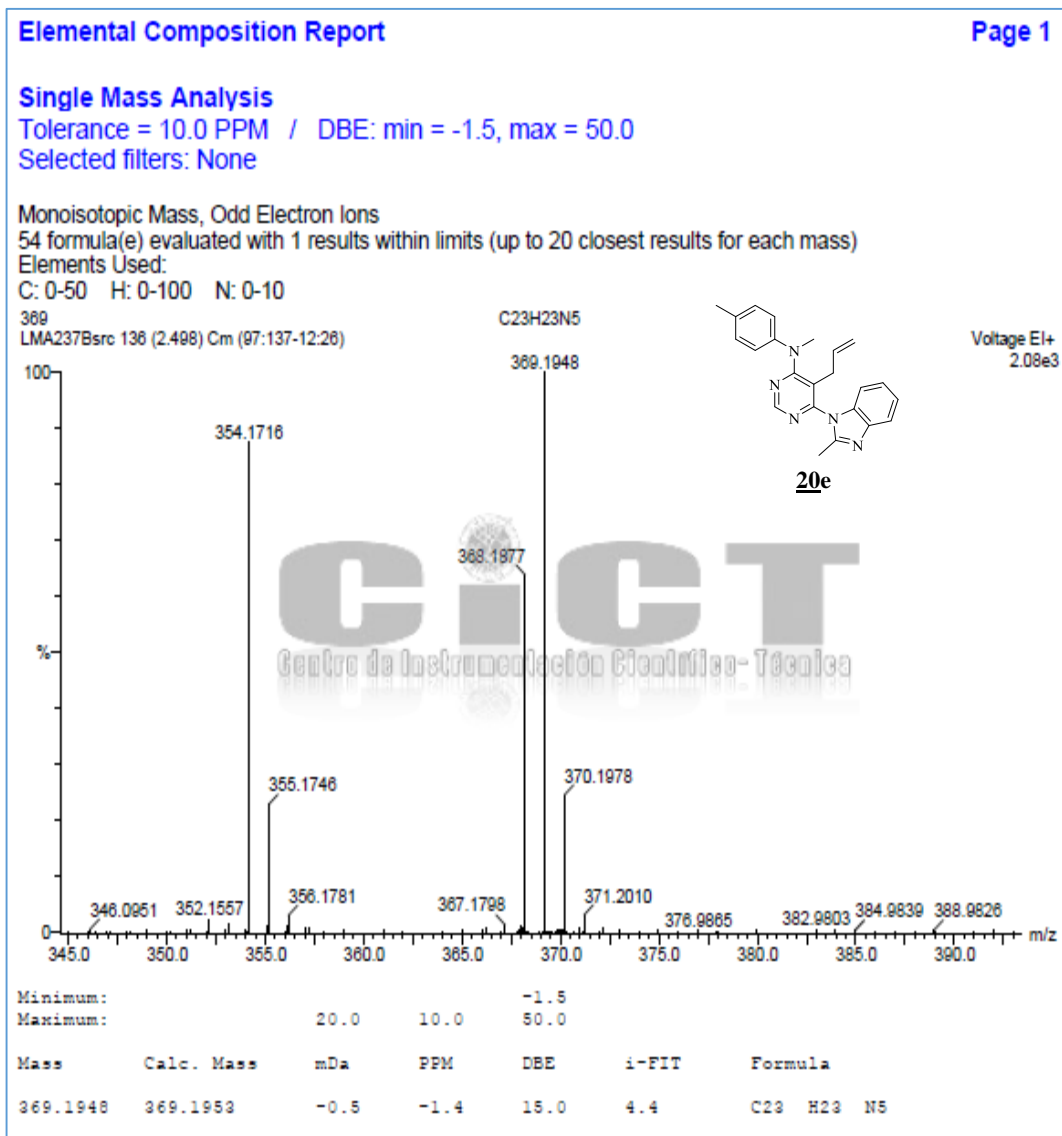 Elemental Composition Report Page 1
Single Mass Analysis
Tolerance = 10.0 PPM / DBE: min = -1.5, max = 50.0
Selected filters: None
Monoisotopic Mass, Odd Electron Ions
54 formula(e) evaluated with 1 results within limits (up to 20 closest results for each mass)
Elements Used:
C: 0-50 H: 0-100 N: 0-10
369 C23H23N5
LMA237Bsrc 136 (2.498) Cm (97:137-12:26) Voltage EI+
2.08e3
100
369.1948
354.1716
N
N
N
N
N
20e
368.1877
CiCT
%
Centro de Instrumentación Científico-Técnica
370.1978
355.1746
346.0951 352.1557 356.1781 367.1798 371.2010 376.9865 382.9803 384.9839 388.9826
0
m/z
345.0 350.0 355.0 360.0 365.0 370.0 375.0 380.0 385.0 390.0
Minimum: -1.5
Maximum: 20.0 10.0 50.0
Mass Calc. Mass mDa PPM DBE i-FIT Formula
369.1948 369.1953 -0.5 -1.4 15.0 4.4 C23 H23 N5